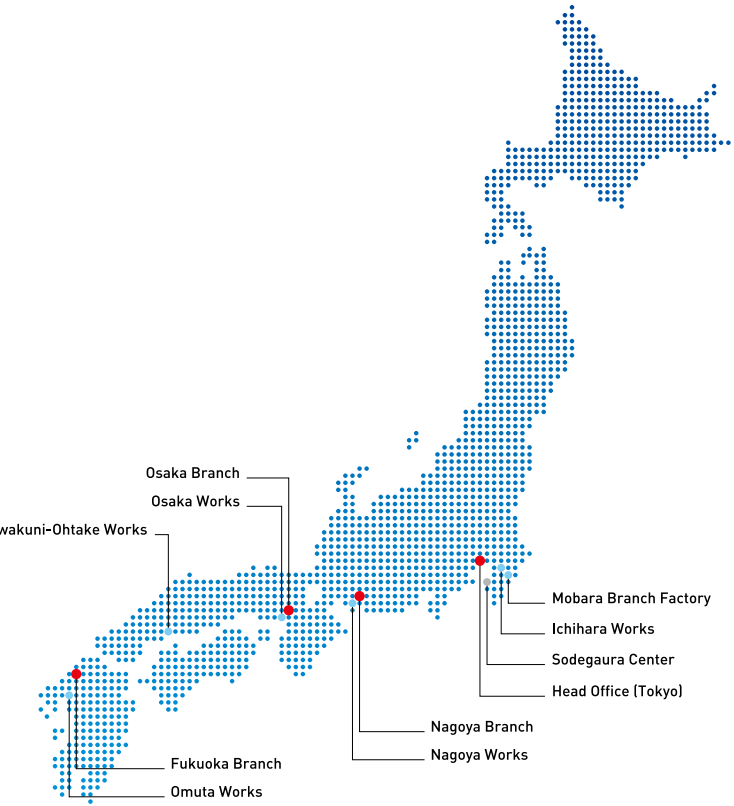 Osaka Branch
Osaka Works
wakuni-Ohtake Works
Mobara Branch Factory
Ichihara Works
Sodegaura Center
Head Office (Tokyo)
Nagoya Branch
Nagoya Works
Fukuoka Branch
Omuta Works